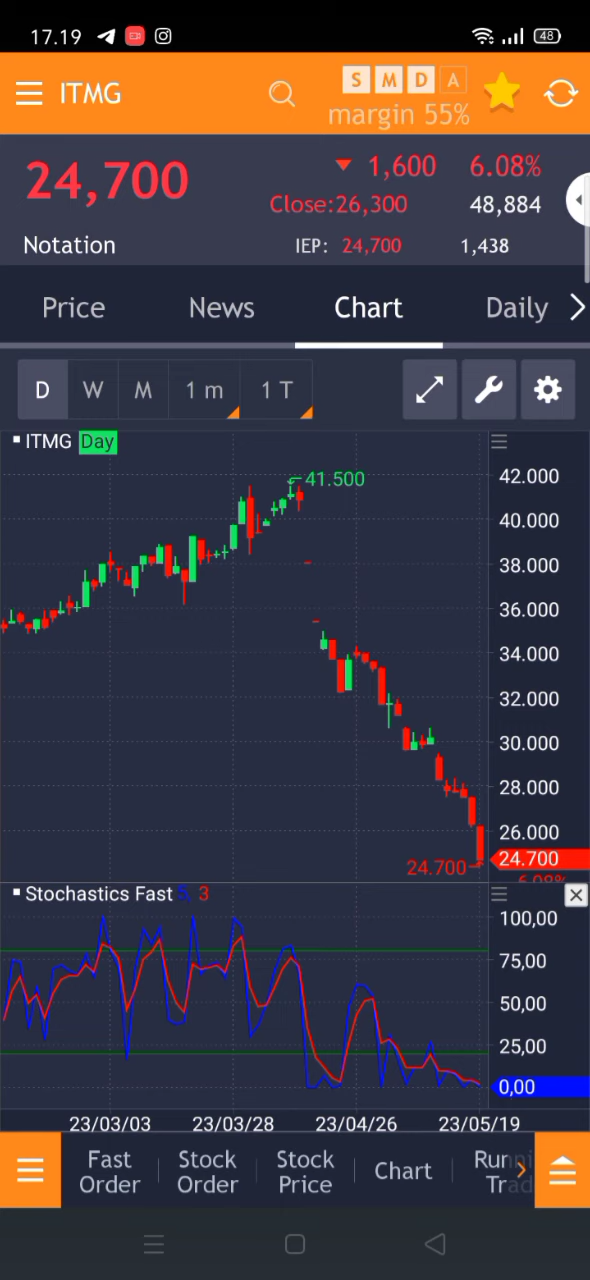 17.19 48
ITMG S M D A
margin 55%
24,700 1,600 6.08%
Close:26,300 48,884
Notation IEP: 24,700 1,438
Price News Chart Daily
D W M 1 m 1 T
ITMG Day
41.500
42.000
40.000
38.000
36.000
34.000
32.000
30.000
28.000
26.000
24.700 24.700
6.08%
Stochastics Fast 5, 3
100,00
75,00
50,00
25,00
0,00
23/03/03 23/03/28 23/04/26 23/05/19
Fast Order
Stock Order
Stock Price
Chart